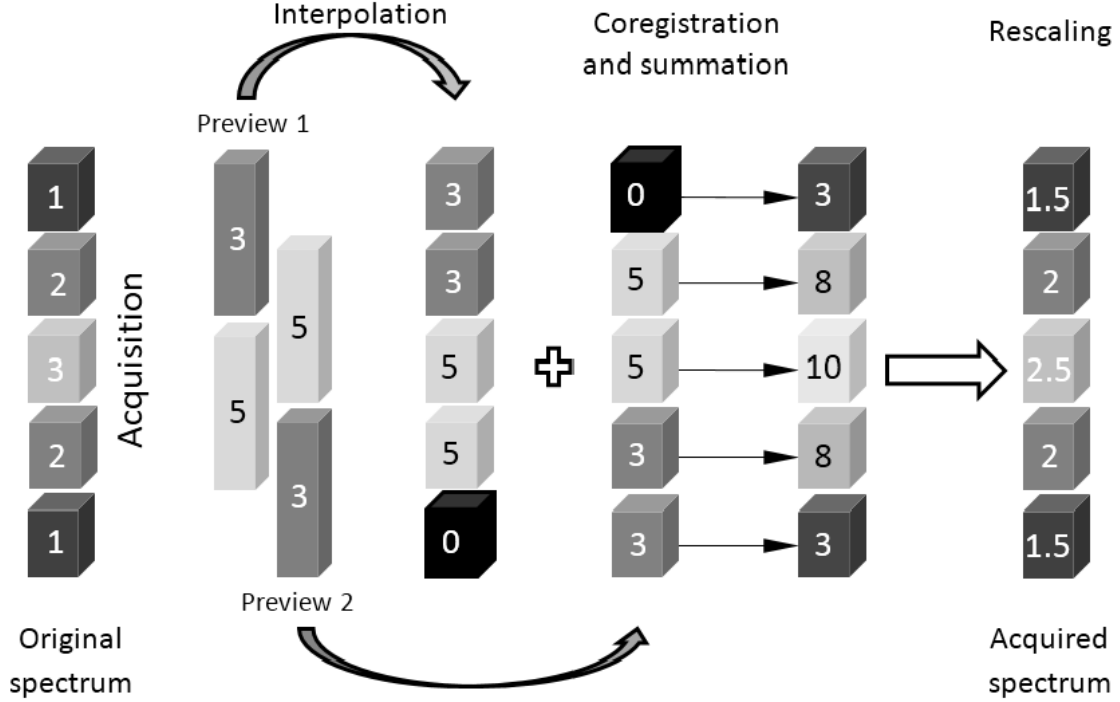 Interpolation
Coregistration
and summation
Rescaling
Preview 1
1
2
3
2
1
Acquisition
3
5
5
3
3
3
5
5
0
0
5
5
3
3
3
8
10
8
3
1.5
2
2.5
2
1.5
Preview 2
Original
spectrum
Acquired
spectrum